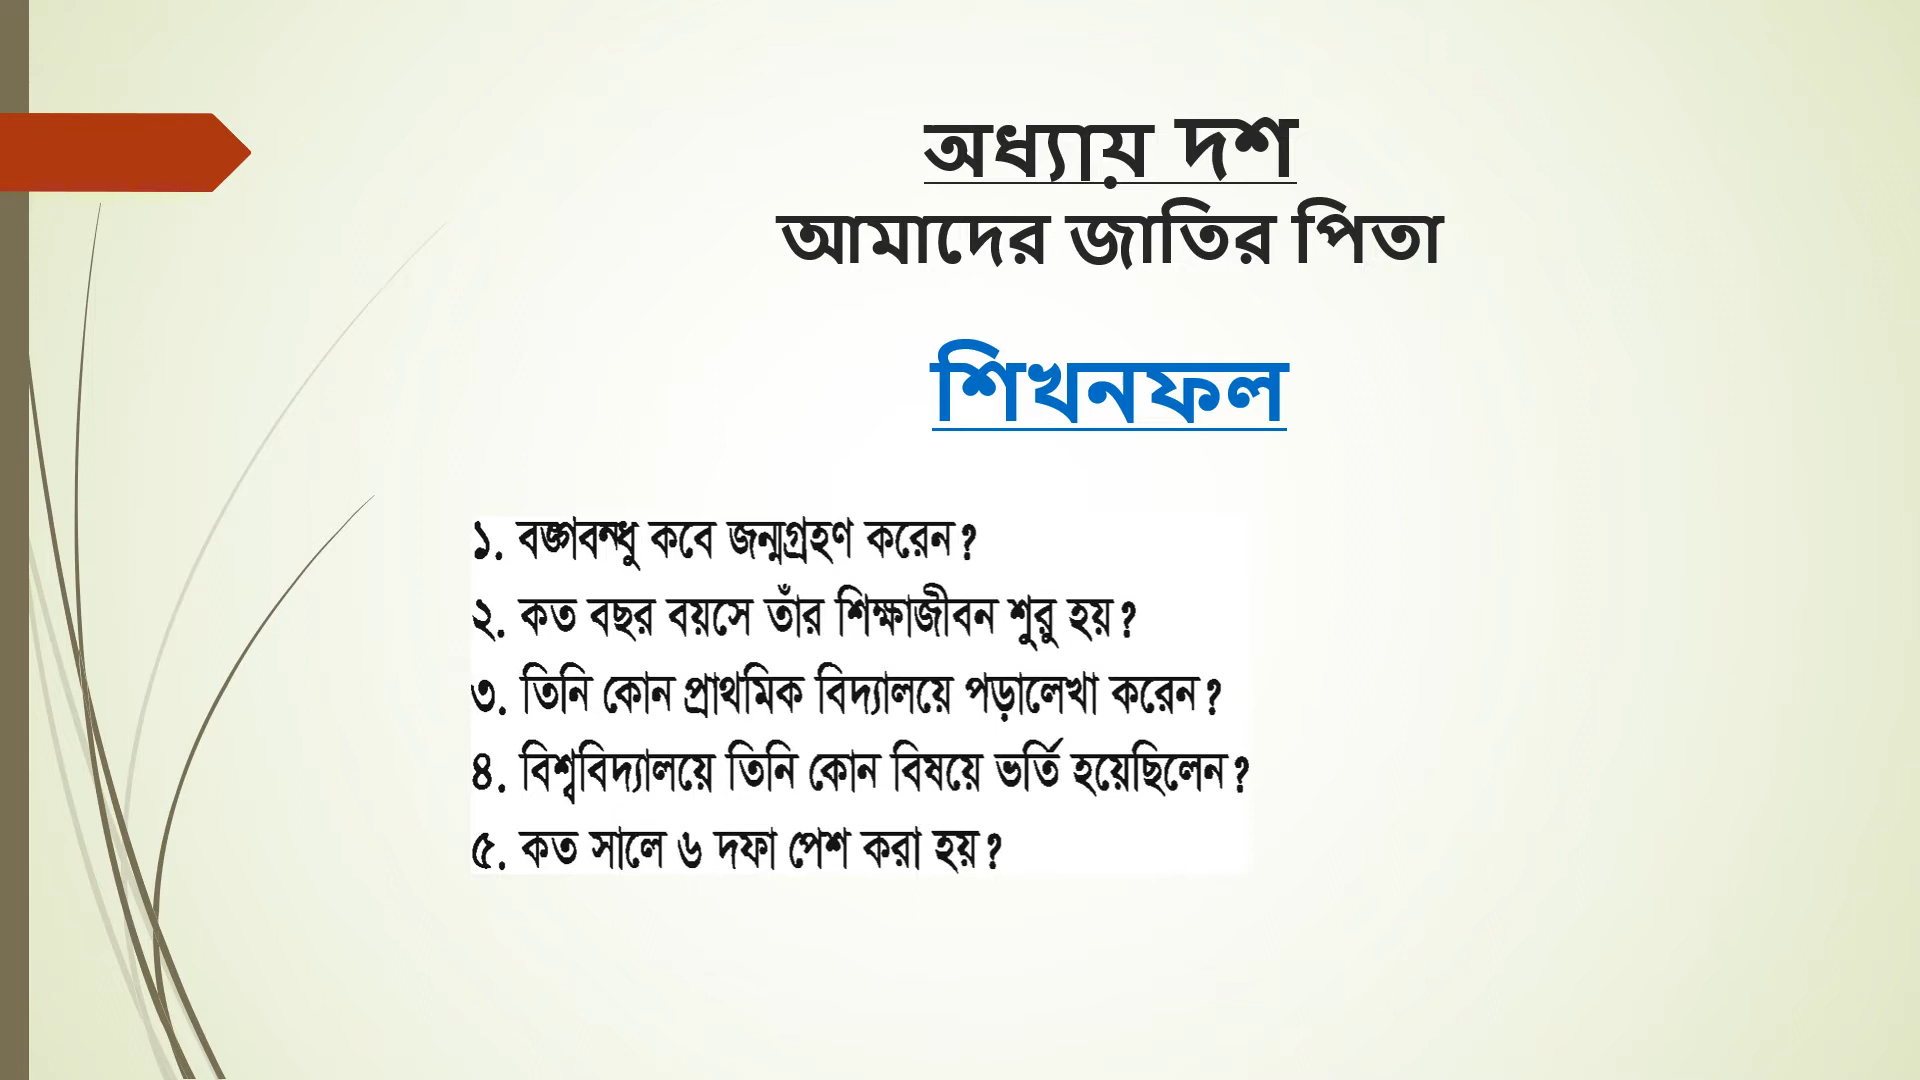 অধ্যায় দশ
আমাদের জাতির পিতা
শিখনফল
১. বঙ্গবন্ধু কবে জন্মগ্রহণ করেন?
২. কত বছর বয়সে তাঁর শিক্ষাজীবন শুরু হয়?
৩. তিনি কোন প্রাথমিক বিদ্যালয়ে পড়ালেখা করেন?
৪. বিশ্ববিদ্যালয়ে তিনি কোন বিষয়ে ভর্তি হয়েছিলেন?
৫. কত সালে ৬ দফা পেশ করা হয়?